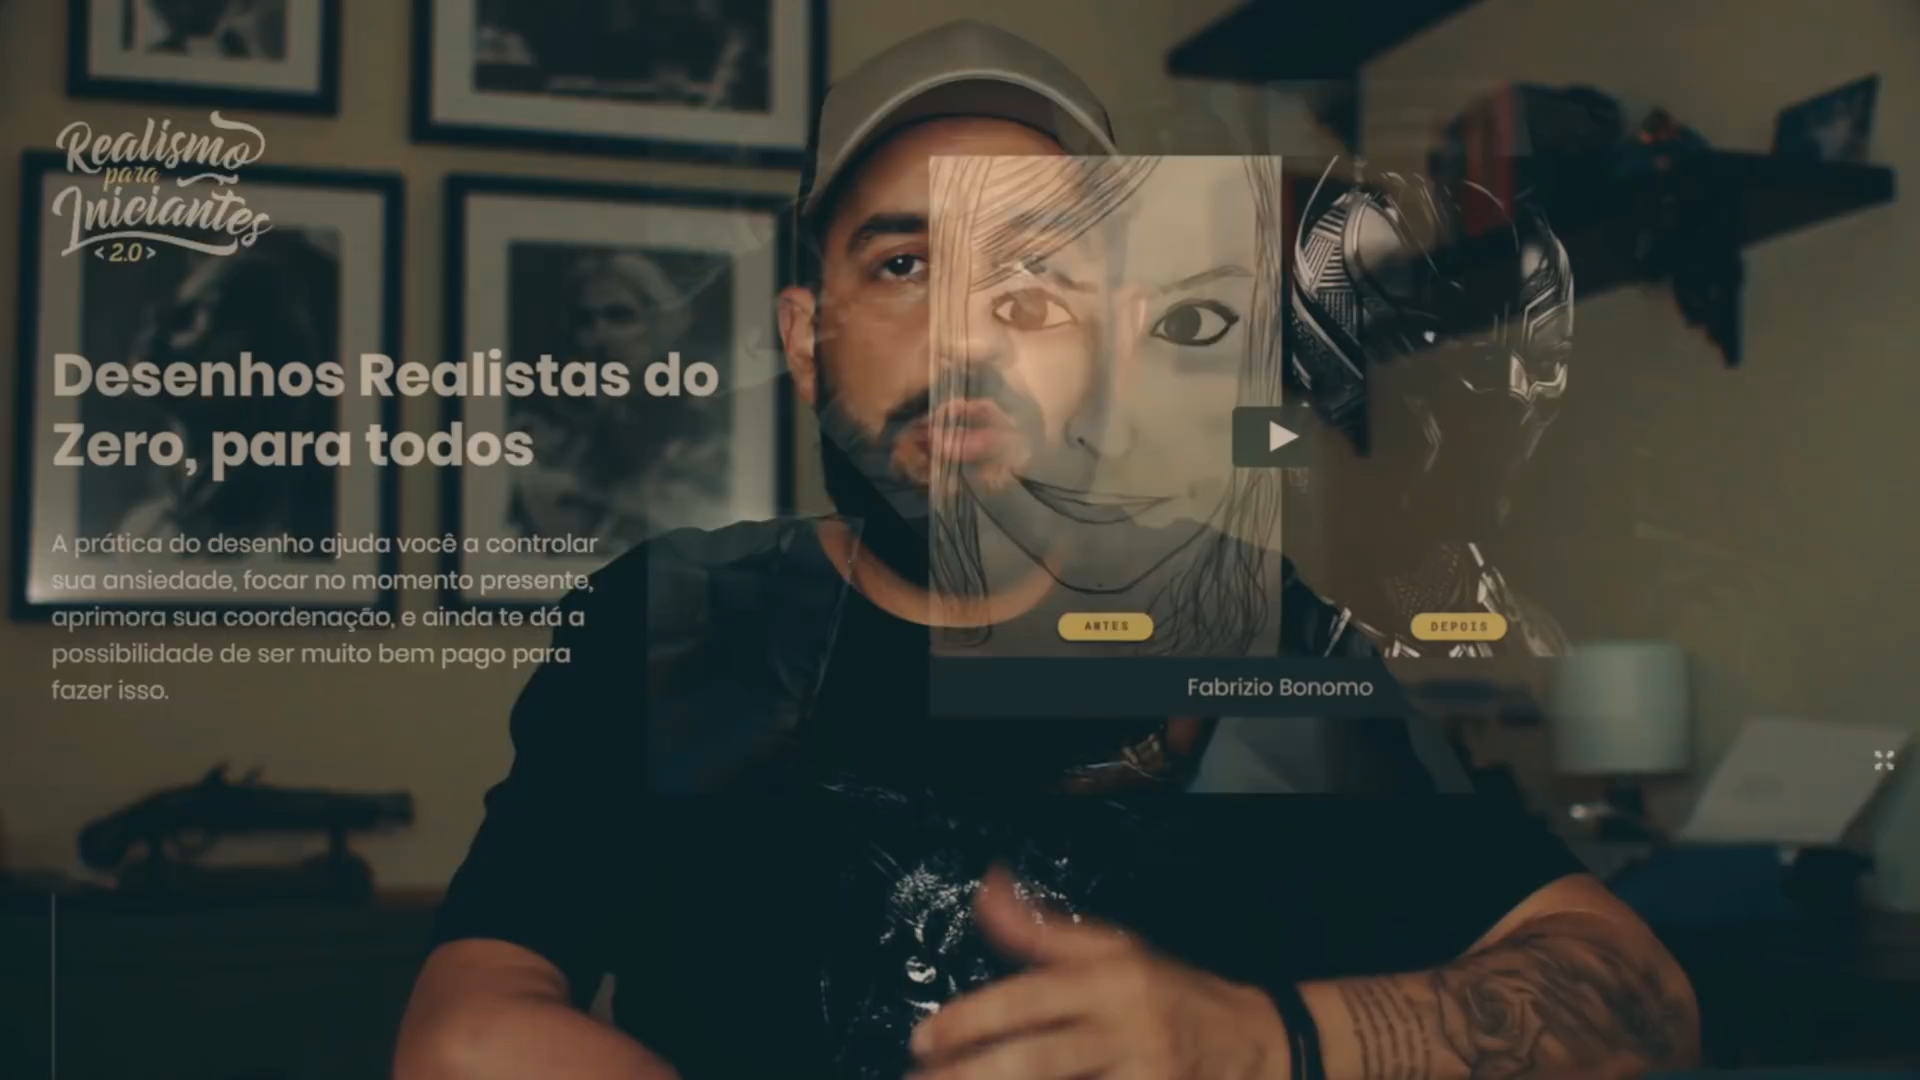 Realismo
para
Iniciantes
<2.0>
Desenhos Realistas do
Zero, para todos
A prática do desenho ajuda você a controlar
sua ansiedade, focar no momento presente,
aprimora sua coordenação, e ainda te dá a
possibilidade de ser muito bem pago para
fazer isso.
ANTES
DEPOIS
Fabrizio Bonomo